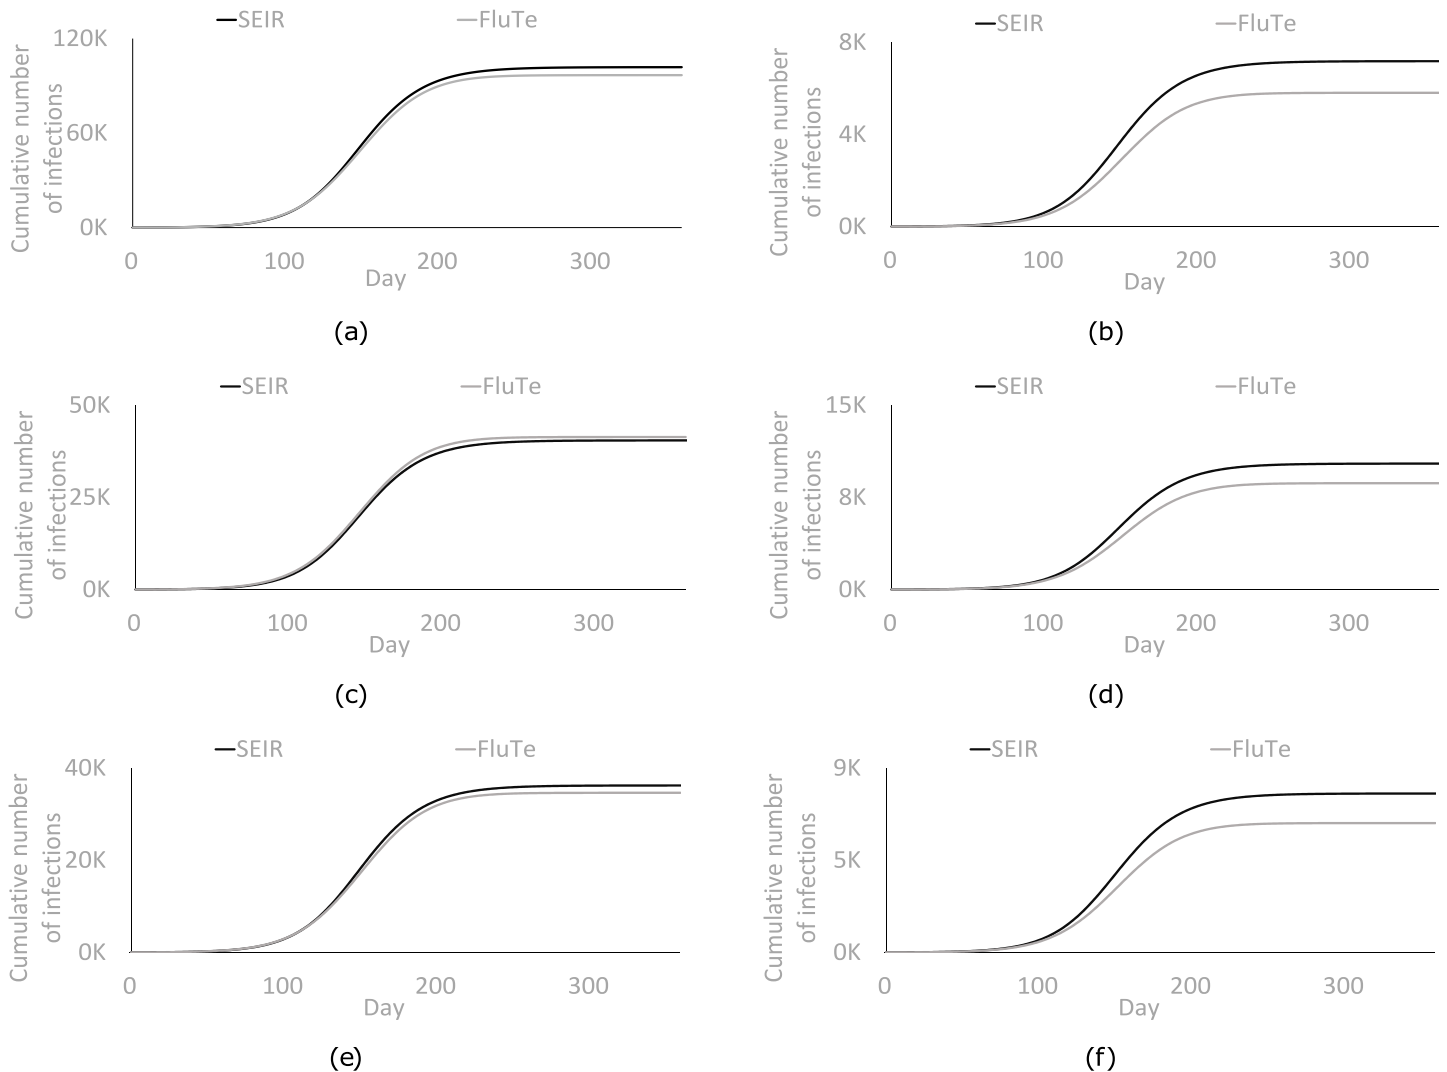 SEIR FluTe
120K
60K
0K
Cumulative number
of infections
0 100 200 300
Day
(a)
SEIR FluTe
8K
4K
0K
Cumulative number
of infections
0 100 200 300
Day
(b)
SEIR FluTe
50K
25K
0K
Cumulative number
of infections
0 100 200 300
Day
(c)
SEIR FluTe
15K
8K
0K
Cumulative number
of infections
0 100 200 300
Day
(d)
SEIR FluTe
40K
20K
0K
Cumulative number
of infections
0 100 200 300
Day
(e)
SEIR FluTe
9K
5K
0K
Cumulative number
of infections
0 100 200 300
Day
(f)